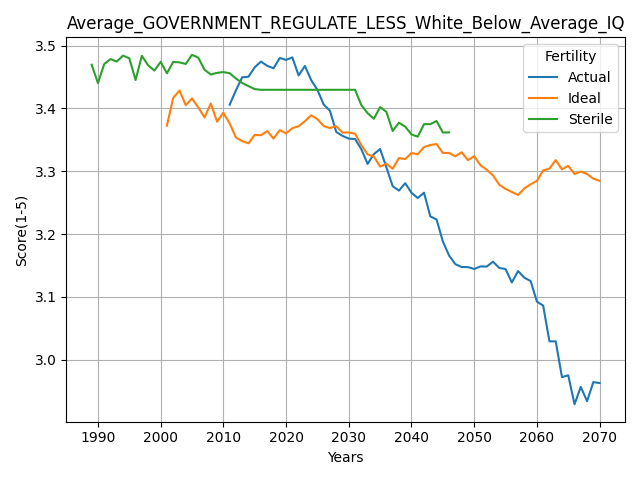 Average_GOVERNMENT_REGULATE_LESS_White_Below_Average_IQ
Fertility
Actual
Ideal
Sterile
Score(1-5)
3.5
3.4
3.3
3.2
3.1
3.0
1990 2000 2010 2020 2030 2040 2050 2060 2070
Years